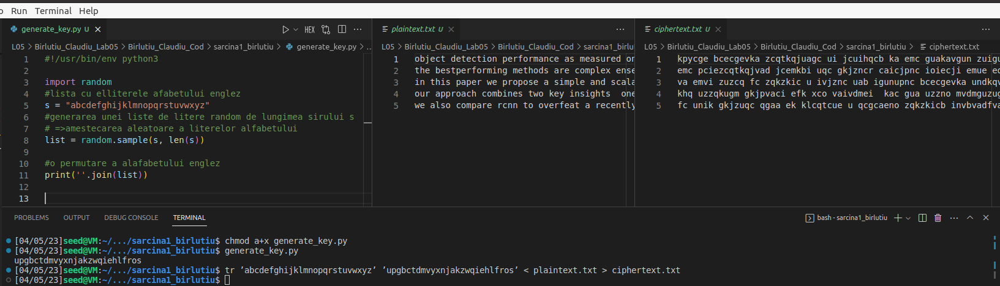 o Run Terminal Help
generate_key.py U
HEX
L05 > Birlutiu_Claudiu_Lab05 > Birlutiu_Claudiu_Cod > sarcina1_birlutiu > generate_key.py > ...
1 #!/usr/bin/env python3
2
3 import random
4 #lista cu elliterele afabetului englez
5 s = "abcdefghijklmnopqrstuvwxyz"
6 #generarea unei liste de litere random de lungimea sirului s
7 # =>amestecarea aleatoare a literelor alfabetului
8 list = random.sample(s, len(s))
9
10 #o permutare a alafabetului englez
11 print(''.join(list))
12
13
plaintext.txt U
L05 > Birlutiu_Claudiu_Lab05 > Birlutiu_Claudiu_Cod > sarcina1_birlu
1 object detection performance as measured on
2 the bestperforming methods are complex ense
3 in this paper we propose a simple and scala
4 our approach combines two key insights  one
5 we also compare rcnn to overfeat a recently
ciphertext.txt U
L05 > Birlutiu_Claudiu_Lab05 > Birlutiu_Claudiu_Cod > sarcina1_birlutiu > ciphertext.txt
1 kpycge bcecgevka zcqtkqjuagc ui jcuihqcb ka emc guakavgun zuigu
2 emc pciezcqtkqjvad jcemkbi uqc gkjzncr caicjpnc ioieciji emue eo
3 va emvi zuzcq fc zqkzkic u ivjznc uab igunupnc bcecgevka undkqv
4 khq uzzqkugm gkjpvaci efk xco vaivdmei  kac gua uzzno mvdmguzug
5 fc unik gkjzuqc qgaa ek klcqtcue u qcgcaeno zqkzkicb invbvadfva
PROBLEMS OUTPUT DEBUG CONSOLE TERMINAL
bash - sarcina1_birlutiu
[04/05/23]seed@VM:~/.../sarcina1_birlutiu$ chmod a+x generate_key.py
[04/05/23]seed@VM:~/.../sarcina1_birlutiu$ generate_key.py
upgbctdmvyxnjakzwqiehlfros
[04/05/23]seed@VM:~/.../sarcina1_birlutiu$ tr ’abcdefghijklmnopqrstuvwxyz’ ’upgbctdmvyxnjakzwqiehlfros’ < plaintext.txt > ciphertext.txt
[04/05/23]seed@VM:~/.../sarcina1_birlutiu$